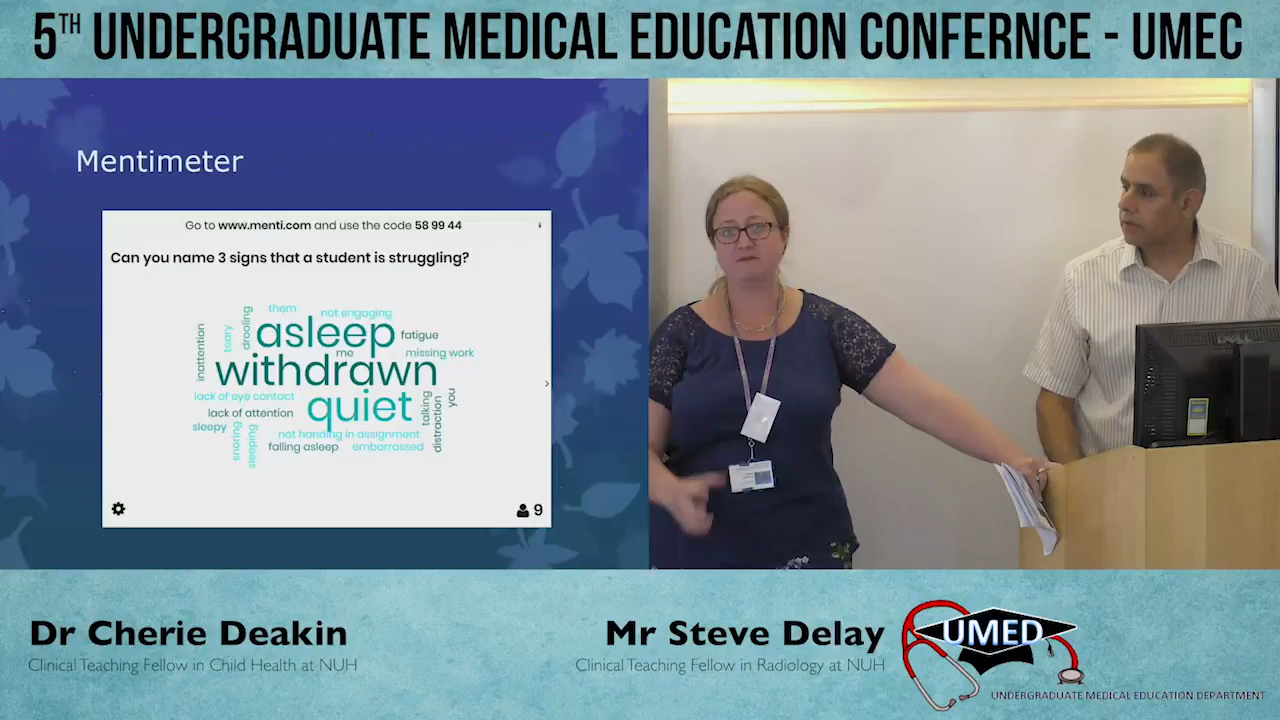 5TH UNDERGRADUATE MEDICAL EDUCATION CONFERNCE - UMEC
Mentimeter
Go to www.menti.com and use the code 58 99 44
Can you name 3 signs that a student is struggling?
them
not engaging
drooling
teary
inattention
asleep
fatigue
me
missing work
withdrawn
lack of eye contact
quiet
lack of attention
talking
distraction
you
sleepy
snoring
sleeping
not handing in assignment
falling asleep
embarrassed
9
DELL
Dr Cherie Deakin
Clinical Teaching Fellow in Child Health at NUH
Mr Steve Delay
Clinical Teaching Fellow in Radiology at NUH
UMED
UNDERGRADUATE MEDICAL EDUCATION DEPARTMENT